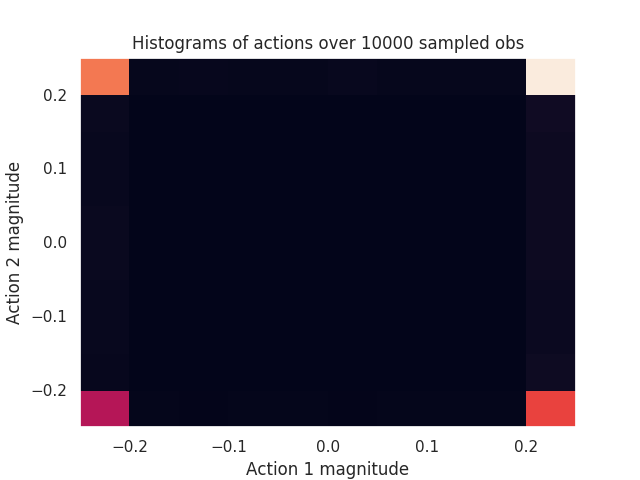 Histograms of actions over 10000 sampled obs
Action 2 magnitude
0.2
0.1
0.0
−0.1
−0.2
−0.2 −0.1 0.0 0.1 0.2
Action 1 magnitude